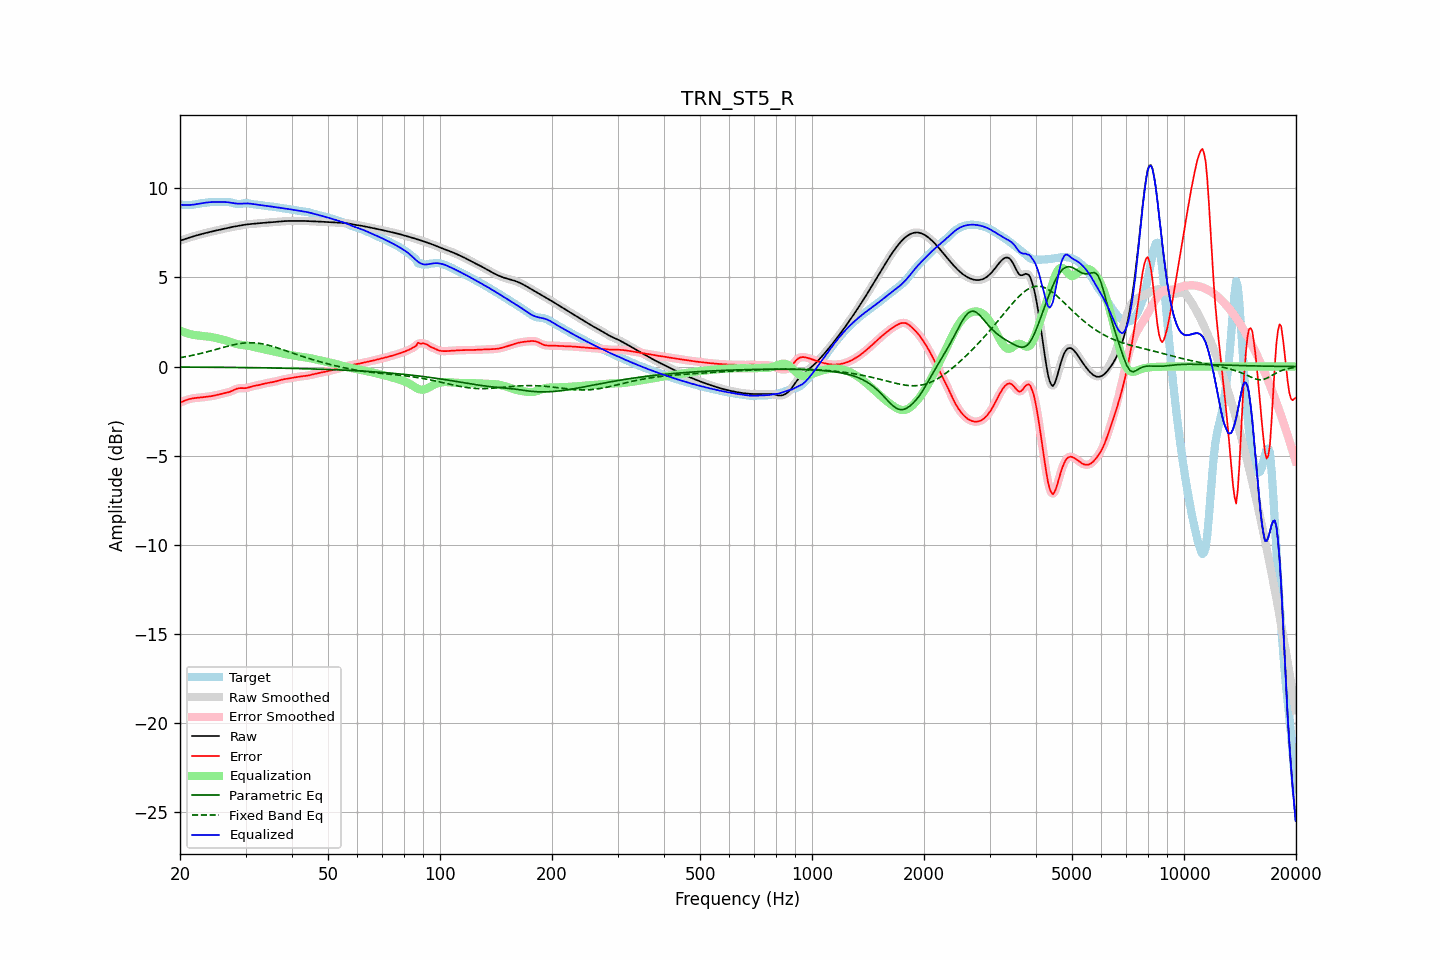 TRN_ST5_R
Amplitude (dBr)
10
5
0
−5
−10
−15
−20
−25
Target
Raw Smoothed
Error Smoothed
Raw
Error
Equalization
Parametric Eq
Fixed Band Eq
Equalized
20 50 100 200 500 1000 2000 5000 10000 20000
Frequency (Hz)